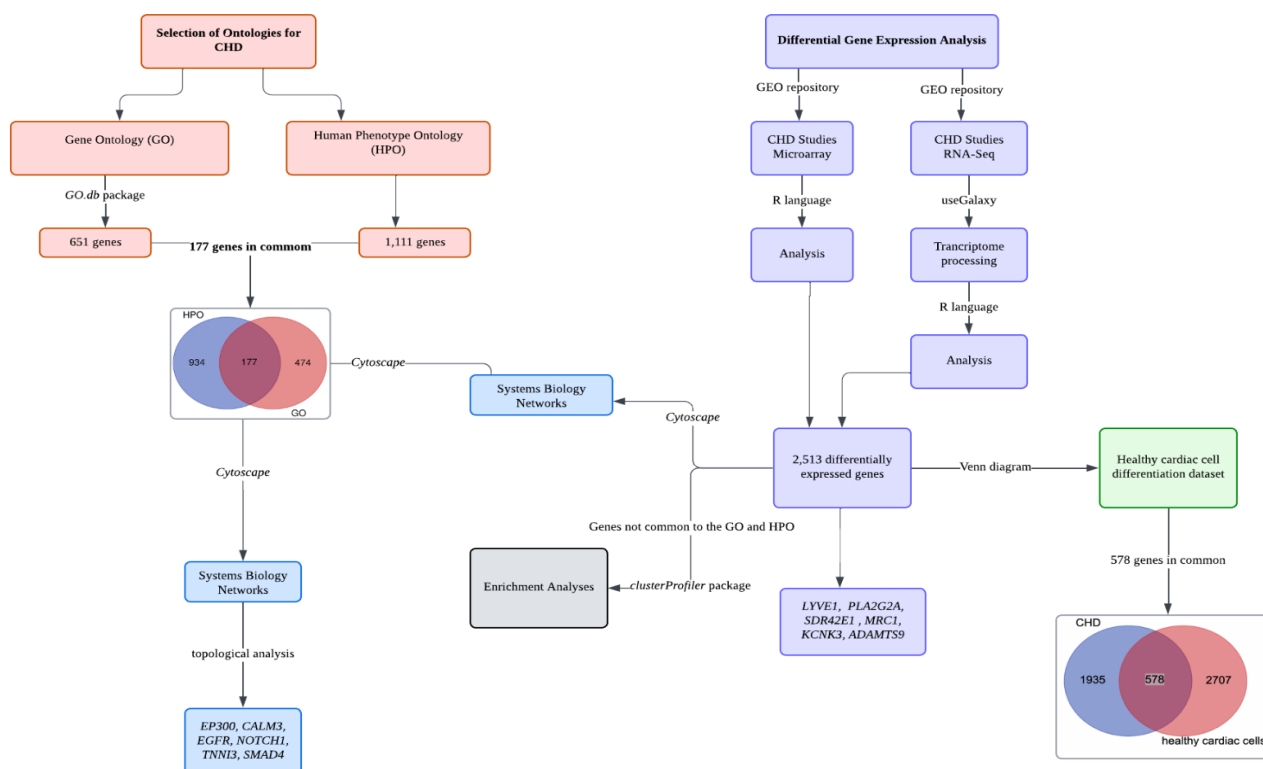 Selection of Ontologies for
CHD
Gene Ontology (GO)
Human Phenotype Ontology
(HPO)
GO.db package
651 genes
177 genes in commom
1,111 genes
HPO
934
177
474
GO
Cytoscape
Systems Biology
Networks
Cytoscape
Cytoscape
Systems Biology
Networks
topological analysis
EP300, CALM3,
EGFR, NOTCH1,
TNNI3, SMAD4
Differential Gene Expression Analysis
GEO repository
GEO repository
CHD Studies
Microarray
CHD Studies
RNA-Seq
R language
useGalaxy
Analysis
Trancriptome
processing
R language
Analysis
2,513 differentially
expressed genes
Venn diagram
Healthy cardiac cell
differentiation dataset
Genes not common to the GO and HPO
Enrichment Analyses
clusterProfiler package
LYVE1, PLA2G2A,
SDR42E1 , MRC1,
KCNK3, ADAMTS9
578 genes in common
CHD
1935
578
2707
healthy cardiac cells